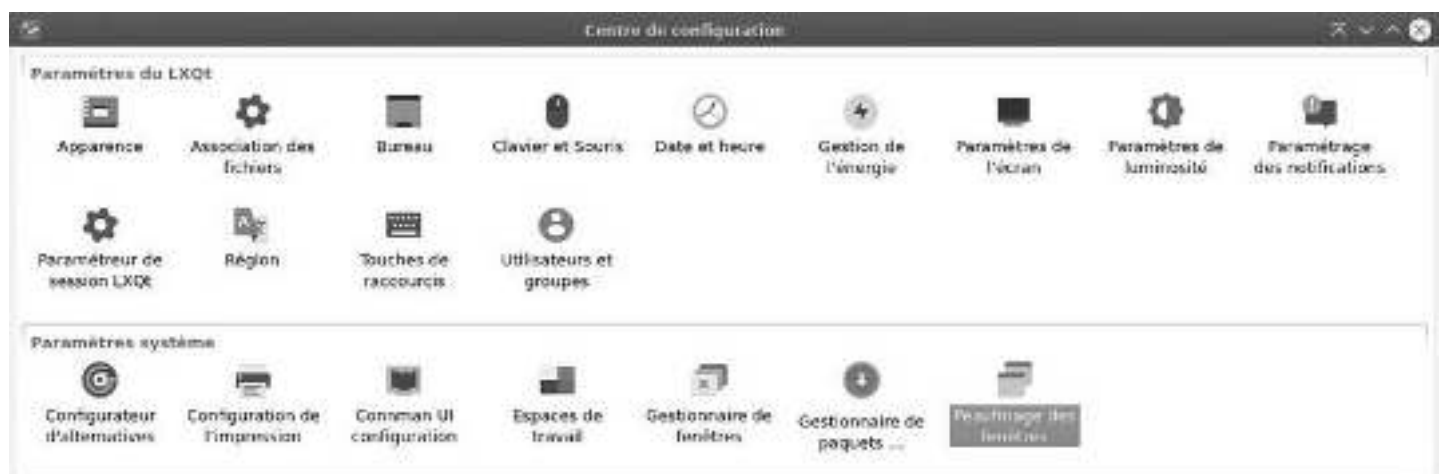 Centre de configuration
Paramètres du LXQt
Apparence
Association des
fichiers
Bureau
Clavier et Souris
Date et heure
Gestion de
l'énergie
Paramètres de
l'écran
Paramètres de
luminosité
Paramétrage
des notifications
Paramétreur de
session LXQt
Région
Touches de
raccourcis
Utilisateurs et
groupes
Paramètres système
Configurateur
d'alternatives
Configuration de
l'impression
Connman UI
configuration
Espaces de
travail
Gestionnaire de
fenêtres
Gestionnaire de
paquets ...
Peaufinage des
fenêtres